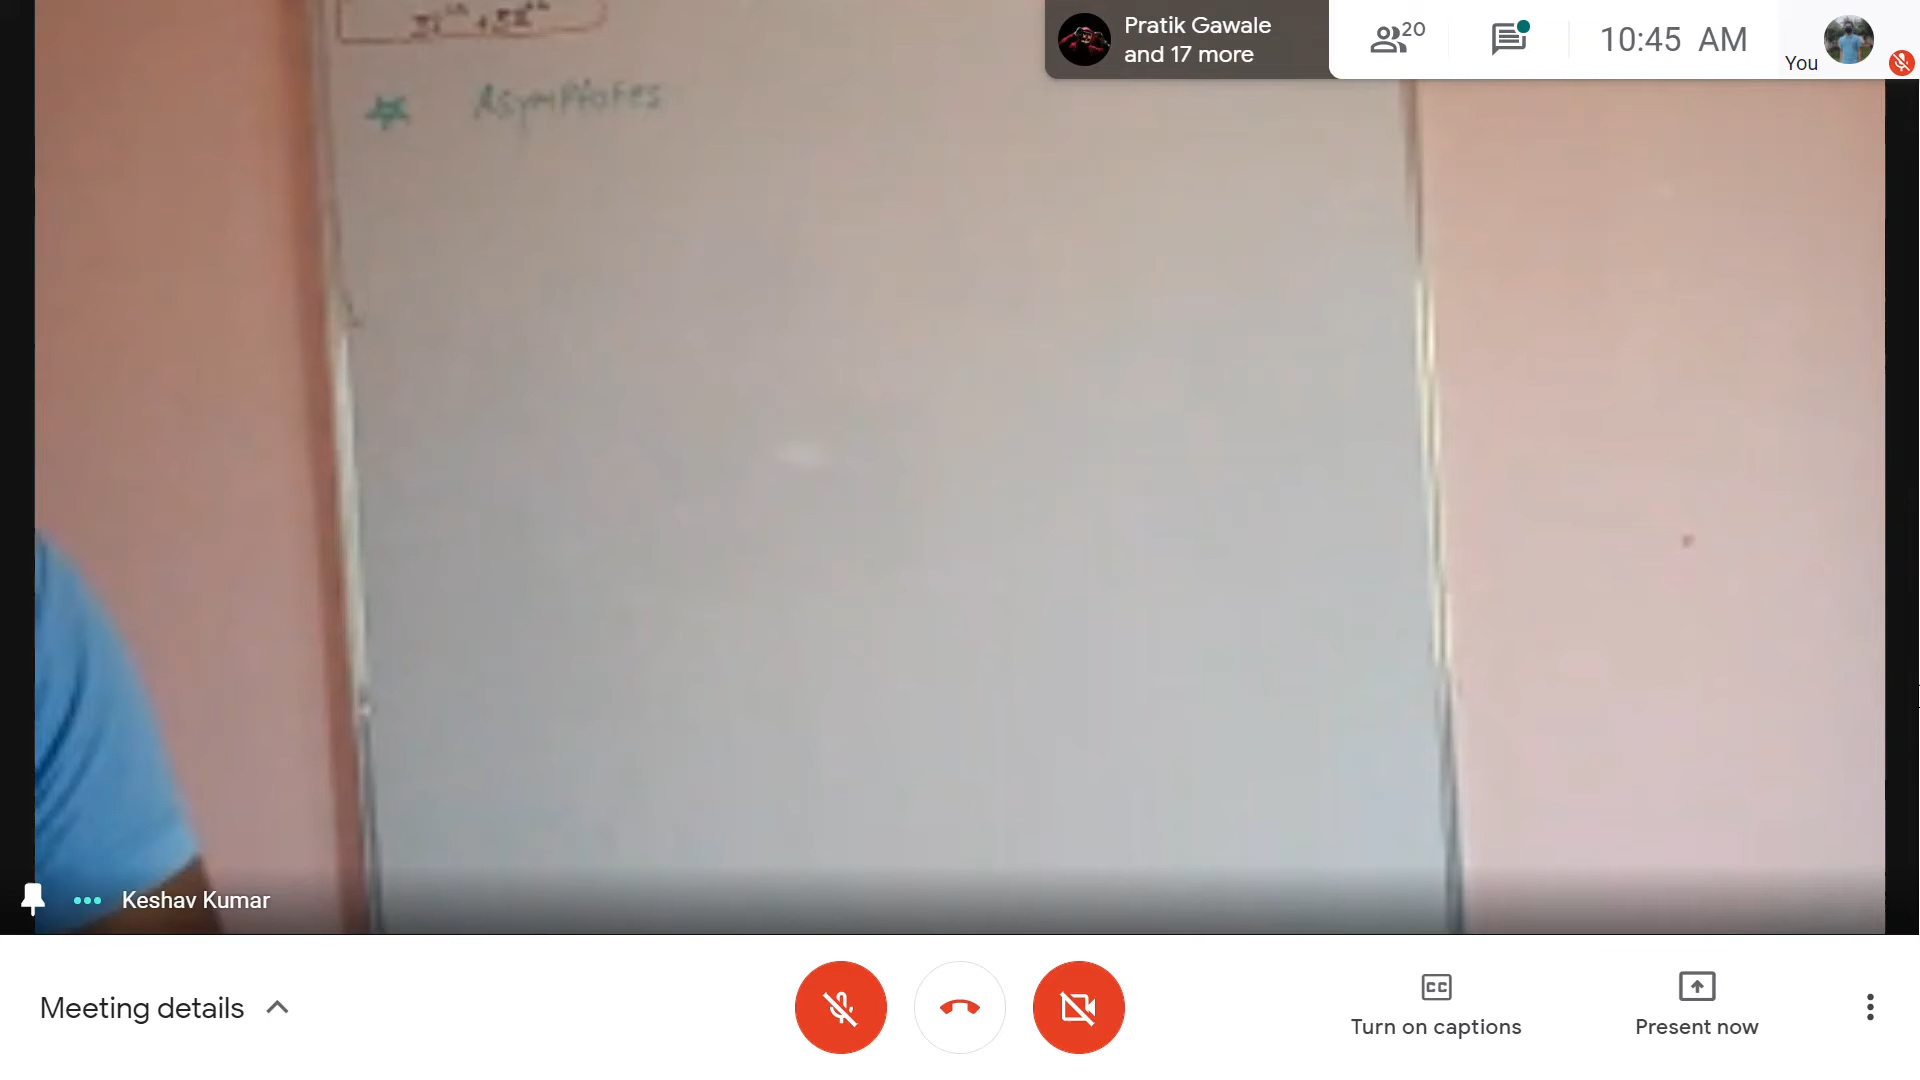 Pratik Gawale
and 17 more
20
10:45 AM
You
Asymptotes
Keshav Kumar
Meeting details
CC
Turn on captions
Present now